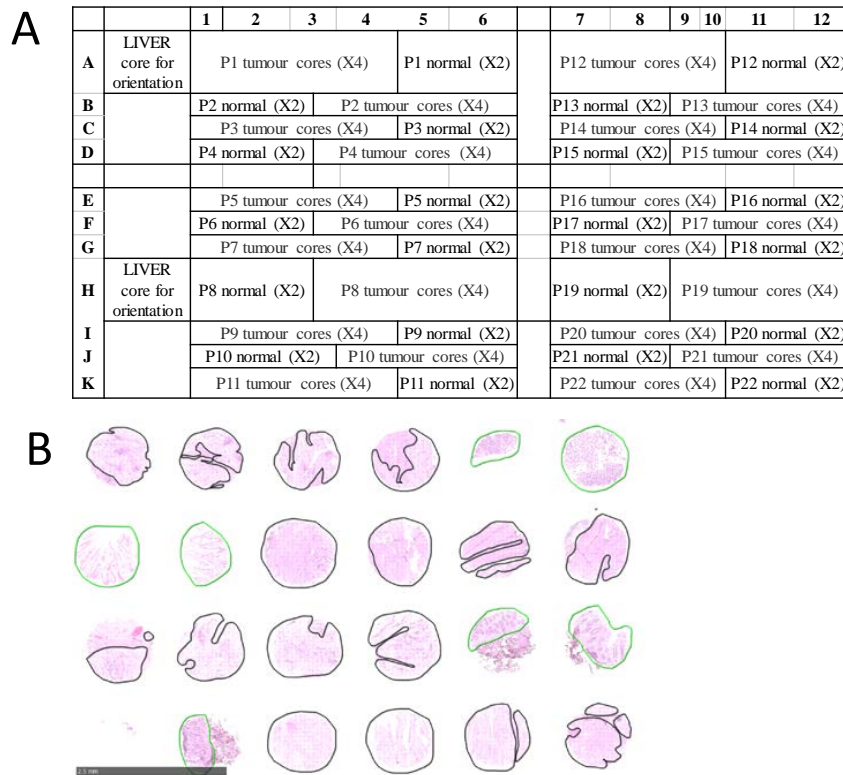 A
1 2 3 4 5 6 7 8 9 10 11 12
A LIVER core for orientation P1 tumour cores (X4) P1 normal (X2) P12 tumour cores (X4) P12 normal (X2)
B P2 normal (X2) P2 tumour cores (X4) P13 normal (X2) P13 tumour cores (X4)
C P3 tumour cores (X4) P3 normal (X2) P14 tumour cores (X4) P14 normal (X2)
D P4 normal (X2) P4 tumour cores (X4) P15 normal (X2) P15 tumour cores (X4)
E P5 tumour cores (X4) P5 normal (X2) P16 tumour cores (X4) P16 normal (X2)
F P6 normal (X2) P6 tumour cores (X4) P17 normal (X2) P17 tumour cores (X4)
G P7 tumour cores (X4) P7 normal (X2) P18 tumour cores (X4) P18 normal (X2)
H LIVER core for orientation P8 normal (X2) P8 tumour cores (X4) P19 normal (X2) P19 tumour cores (X4)
I P9 tumour cores (X4) P9 normal (X2) P20 tumour cores (X4) P20 normal (X2)
J P10 normal (X2) P10 tumour cores (X4) P21 normal (X2) P21 tumour cores (X4)
K P11 tumour cores (X4) P11 normal (X2) P22 tumour cores (X4) P22 normal (X2)
B
2.5 mm